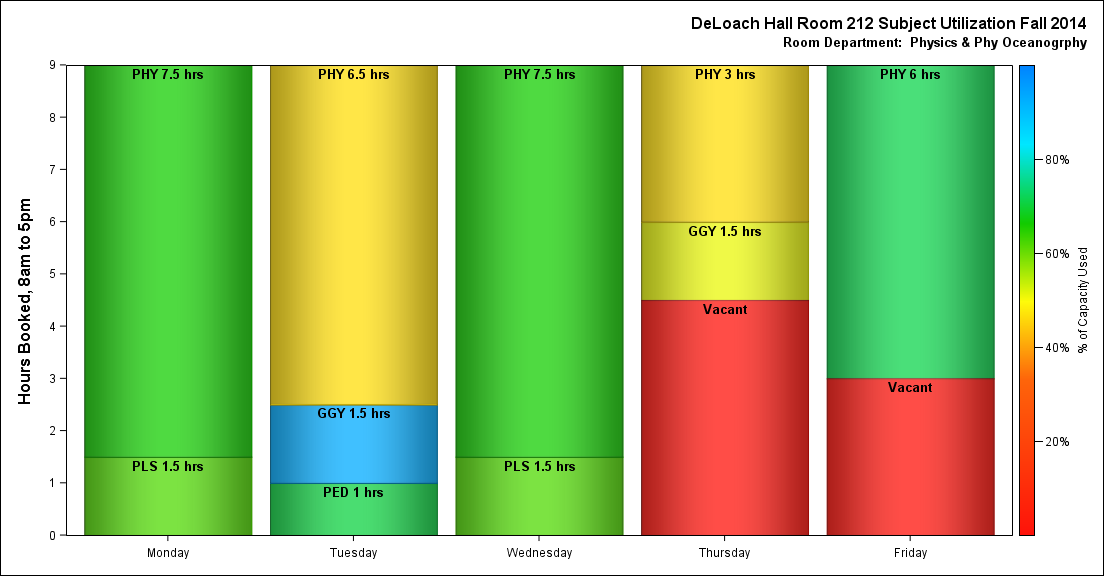 DeLoach Hall Room 212 Subject Utilization Fall 2014
Room Department:  Physics & Phy Oceanogrphy
Hours Booked, 8am to 5pm
9
8
7
6
5
4
3
2
1
0
PHY 7.5 hrs
PLS 1.5 hrs
PHY 6.5 hrs
GGY 1.5 hrs
PED 1 hrs
PHY 7.5 hrs
PLS 1.5 hrs
PHY 3 hrs
GGY 1.5 hrs
Vacant
PHY 6 hrs
Vacant
Monday
Tuesday
Wednesday
Thursday
Friday
80%
60%
40%
20%
% of Capacity Used